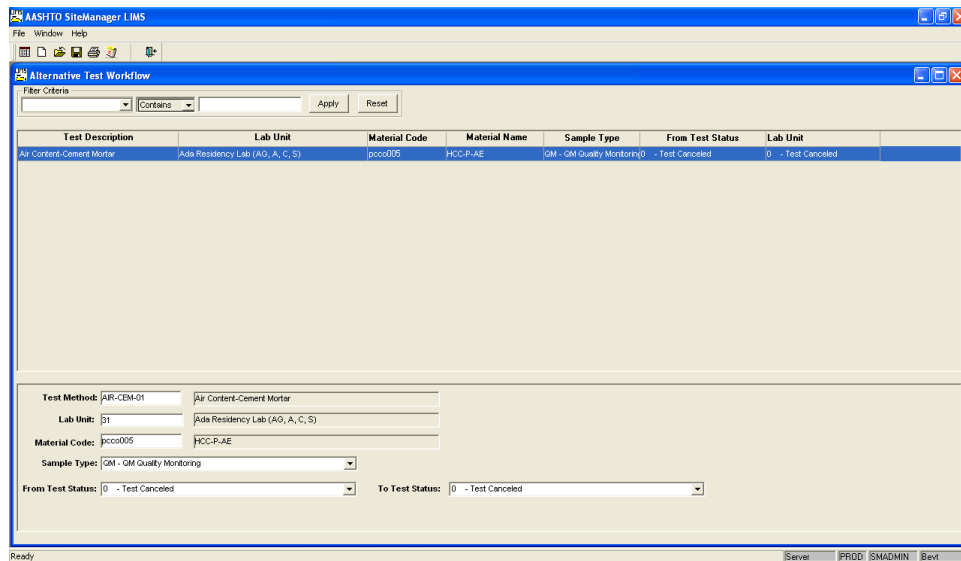 AASHTO SiteManager LIMS
File Window Help
Alternative Test Workflow
Filter Criteria
Contains Apply Reset
Test Description Lab Unit Material Code Material Name Sample Type From Test Status Lab Unit
Air Content-Cement Mortar Ada Residency Lab (AG, A, C, S) pcco005 HCC-P-AE QM - QM Quality Monitorin( 0 - Test Canceled 0 - Test Canceled
Test Method: AIR-CEM-01 Air Content-Cement Mortar
Lab Unit: 31 Ada Residency Lab (AG, A, C, S)
Material Code: pcco005 HCC-P-AE
Sample Type: QM - QM Quality Monitoring
From Test Status: 0 - Test Canceled To Test Status: 0 - Test Canceled
Ready Server PROD SMADMIN Bevt